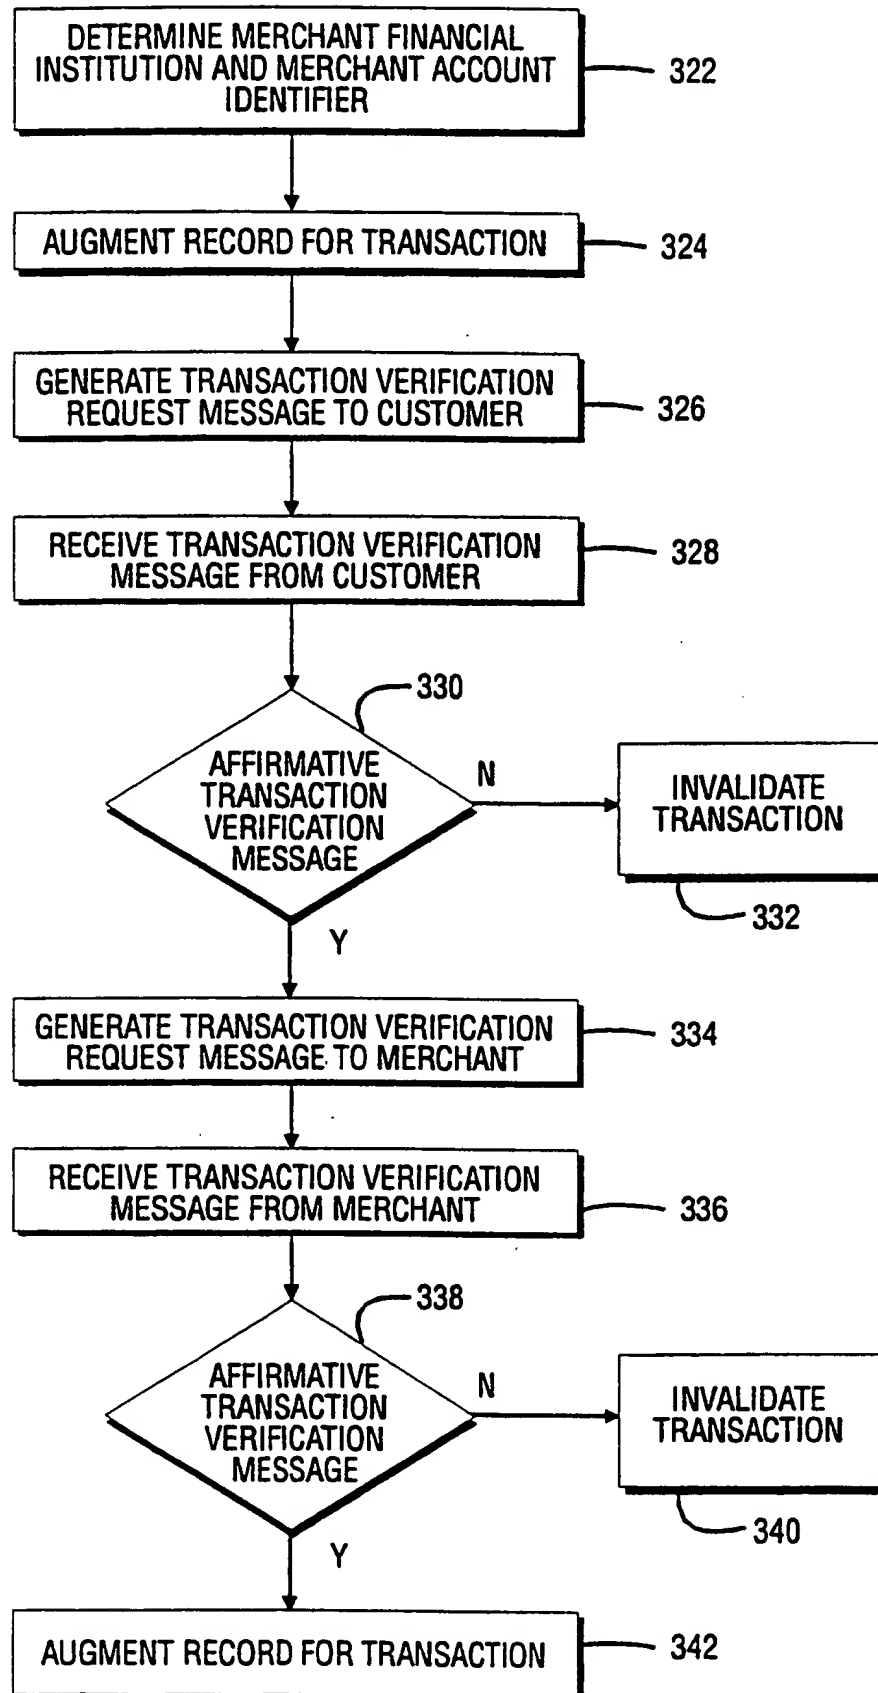 DETERMINE MERCHANT FINANCIAL
INSTITUTION AND MERCHANT ACCOUNT
IDENTIFIER
322
AUGMENT RECORD FOR TRANSACTION
324
GENERATE TRANSACTION VERIFICATION
REQUEST MESSAGE TO CUSTOMER
326
RECEIVE TRANSACTION VERIFICATION
MESSAGE FROM CUSTOMER
328
330
AFFIRMATIVE
TRANSACTION
VERIFICATION
MESSAGE
N
INVALIDATE
TRANSACTION
332
Y
GENERATE TRANSACTION VERIFICATION
REQUEST MESSAGE TO MERCHANT
334
RECEIVE TRANSACTION VERIFICATION
MESSAGE FROM MERCHANT
336
338
AFFIRMATIVE
TRANSACTION
VERIFICATION
MESSAGE
N
INVALIDATE
TRANSACTION
340
Y
AUGMENT RECORD FOR TRANSACTION
342